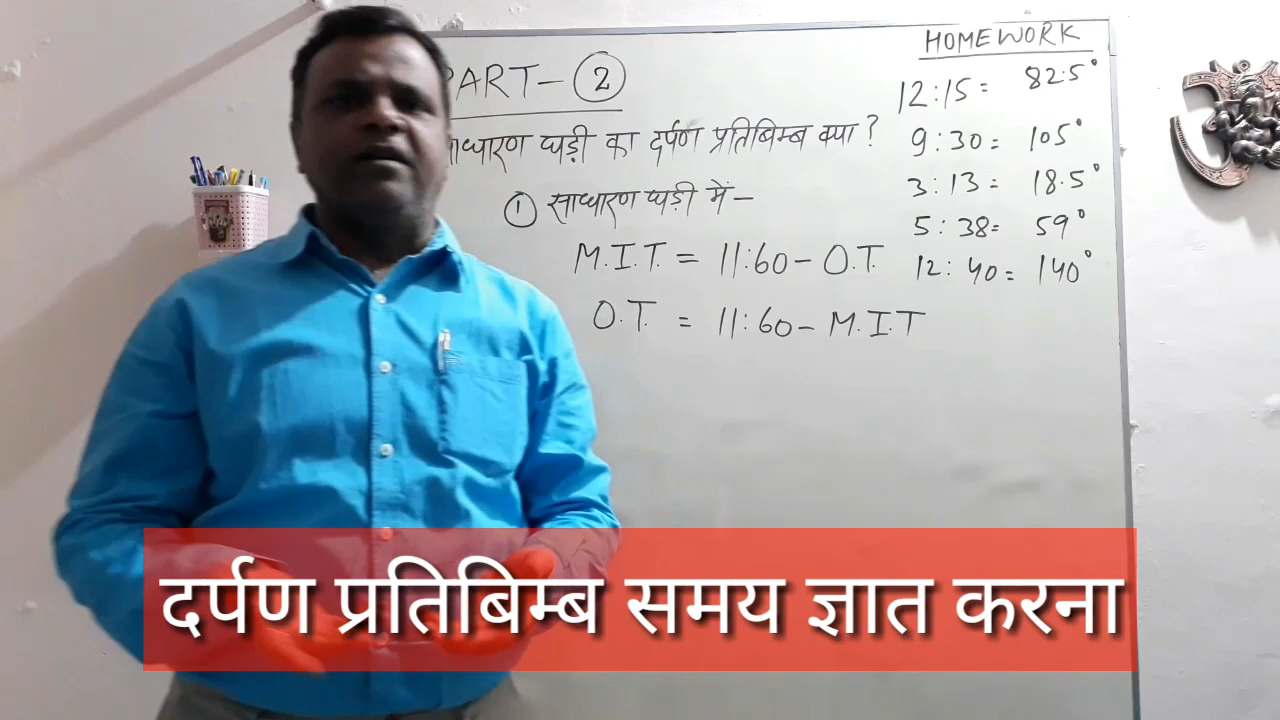 PART- 2
साधारण घड़ी का दर्पण प्रतिबिम्ब क्या ?
① साधारण घड़ी में-
M.I.T. = 11:60- O.T.
O.T. = 11:60- M.I.T
HOMEWORK
12:15= 82.5°
9:30= 105°
3:13= 18.5°
5:38= 59°
12:40= 140°
दर्पण प्रतिबिम्ब समय ज्ञात करना